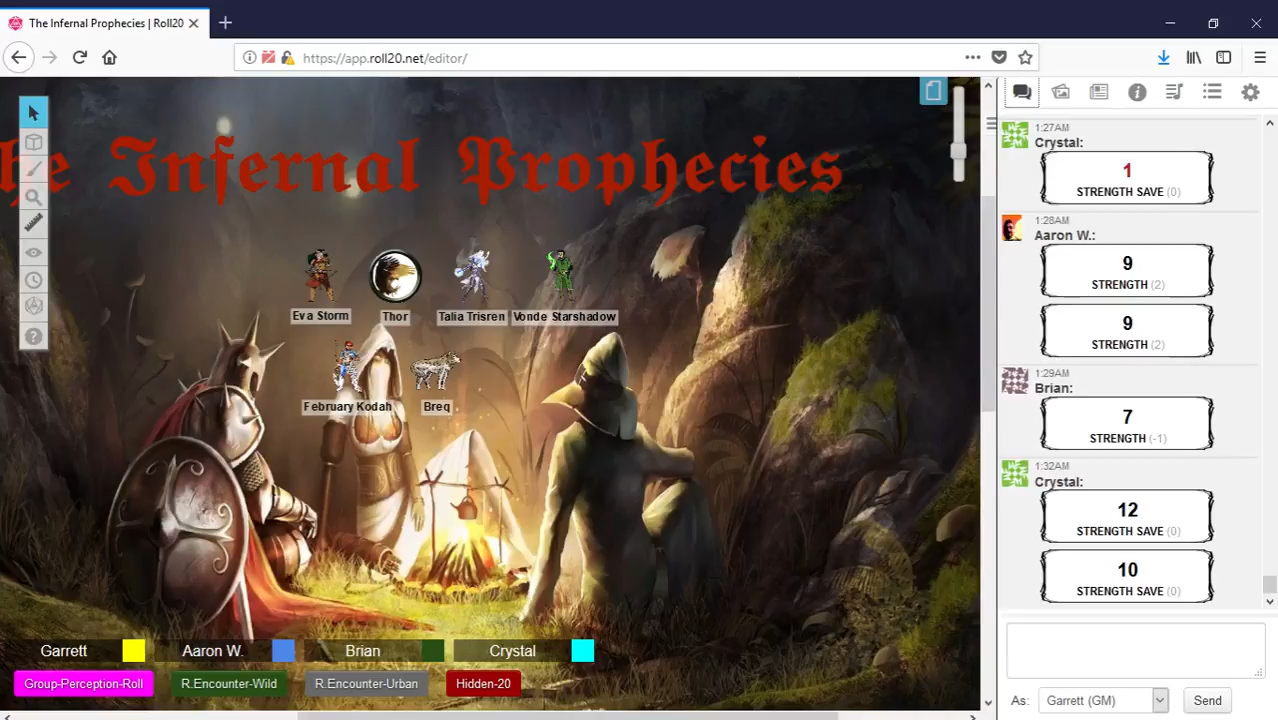 The Infernal Prophecies | Roll20
https://app.roll20.net/editor/
he Infernal Prophecies
Eva Storm
Thor
Talia Trisren
Vonde Starshadow
February Kodah
Breq
Garrett
Aaron W.
Brian
Crystal
Group-Perception-Roll
R.Encounter-Wild
R.Encounter-Urban
Hidden-20
1:27AM
Crystal:
1
STRENGTH SAVE (0)
1:28AM
Aaron W.:
9
STRENGTH (2)
9
STRENGTH (2)
1:29AM
Brian:
7
STRENGTH (-1)
1:32AM
Crystal:
12
STRENGTH SAVE (0)
10
STRENGTH SAVE (0)
As: Garrett (GM) Send